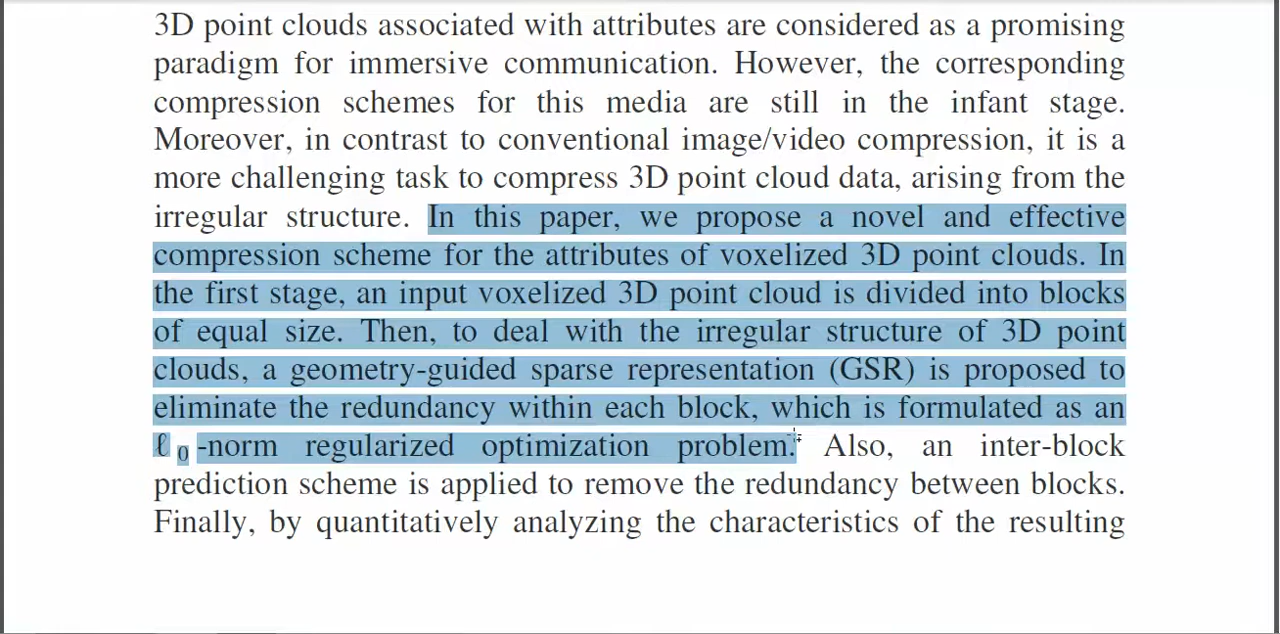 3D point clouds associated with attributes are considered as a promising
paradigm for immersive communication. However, the corresponding
compression schemes for this media are still in the infant stage.
Moreover, in contrast to conventional image/video compression, it is a
more challenging task to compress 3D point cloud data, arising from the
irregular structure. In this paper, we propose a novel and effective
compression scheme for the attributes of voxelized 3D point clouds. In
the first stage, an input voxelized 3D point cloud is divided into blocks
of equal size. Then, to deal with the irregular structure of 3D point
clouds, a geometry-guided sparse representation (GSR) is proposed to
eliminate the redundancy within each block, which is formulated as an
ℓ0-norm regularized optimization problem. Also, an inter-block
prediction scheme is applied to remove the redundancy between blocks.
Finally, by quantitatively analyzing the characteristics of the resulting